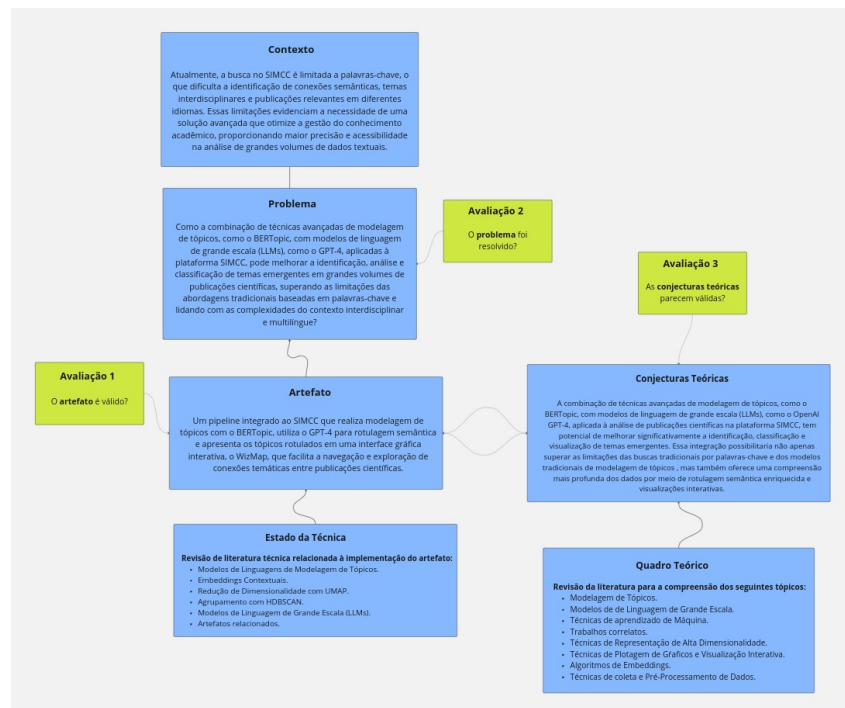 Contexto
Atualmente, a busca no SIMCC é limitada a palavras-chave, o
que dificulta a identificação de conexões semânticas, temas
interdisciplinares e publicações relevantes em diferentes
idiomas. Essas limitações evidenciam a necessidade de uma
solução avançada que otimize a gestão do conhecimento
acadêmico, proporcionando maior precisão e acessibilidade
na análise de grandes volumes de dados textuais.
Problema
Como a combinação de técnicas avançadas de modelagem
de tópicos, como o BERTopic, com modelos de linguagem
de grande escala (LLMs), como o GPT-4, aplicadas à
plataforma SIMCC, pode melhorar a identificação, análise e
classificação de temas emergentes em grandes volumes de
publicações científicas, superando as limitações das
abordagens tradicionais baseadas em palavras-chave e
lidando com as complexidades do contexto interdisciplinar
e multilíngue?
Avaliação 2
O problema foi
resolvido?
Avaliação 3
As conjecturas teóricas
parecem válidas?
Avaliação 1
O artefato é válido?
Artefato
Um pipeline integrado ao SIMCC que realiza modelagem de
tópicos com o BERTopic, utiliza o GPT-4 para rotulagem semântica
e apresenta os tópicos rotulados em uma interface gráfica
interativa, o WizMap, que facilita a navegação e exploração de
conexões temáticas entre publicações científicas.
Conjecturas Teóricas
A combinação de técnicas avançadas de modelagem de tópicos, como o
BERTopic, com modelos de linguagem de grande escala (LLMs), como o OpenAI
GPT-4, aplicada à análise de publicações científicas na plataforma SIMCC, tem
potencial de melhorar significativamente a identificação, classificação e
visualização de temas emergentes. Essa integração possibilitaria não apenas
superar as limitações das buscas tradicionais por palavras-chave e dos modelos
tradicionais de modelagem de tópicos , mas também oferece uma compreensão
mais profunda dos dados por meio de rotulagem semântica enriquecida e
visualizações interativas.
Estado da Técnica
Revisão de literatura técnica relacionada à implementação do artefato:
• Modelos de Linguagens de Modelagem de Tópicos.
• Embeddings Contextuais.
• Redução de Dimensionalidade com UMAP.
• Agrupamento com HDBSCAN.
• Modelos de Linguagem de Grande Escala (LLMs).
• Artefatos relacionados.
Quadro Teórico
Revisão da literatura para a compreensão dos seguintes tópicos:
• Modelagem de Tópicos.
• Modelos de de Linguagem de Grande Escala.
• Técnicas de aprendizado de Máquina.
• Trabalhos correlatos.
• Técnicas de Representação de Alta Dimensionalidade.
• Técnicas de Plotagem de Gráficos e Visualização Interativa.
• Algoritmos de Embeddings.
• Técnicas de coleta e Pré-Processamento de Dados.